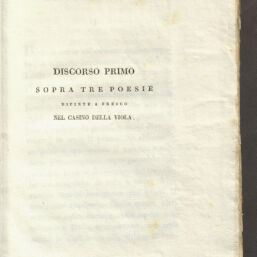 DISCORSO PRIMO
SOPRA TRE POESIE
DIPINTE A FRESCO
NEL CASINO DELLA VIOLA.